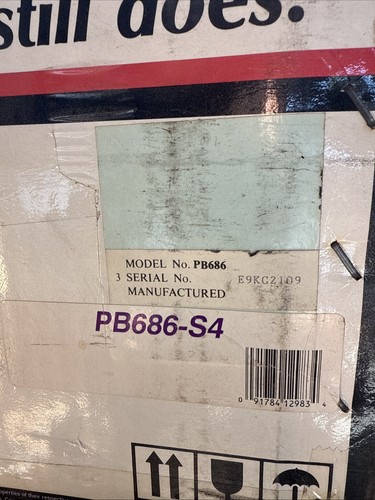 still does.
MODEL No. PB686
3 SERIAL No. E9KC2109
MANUFACTURED
PB686-S4
0 91784 12983 4